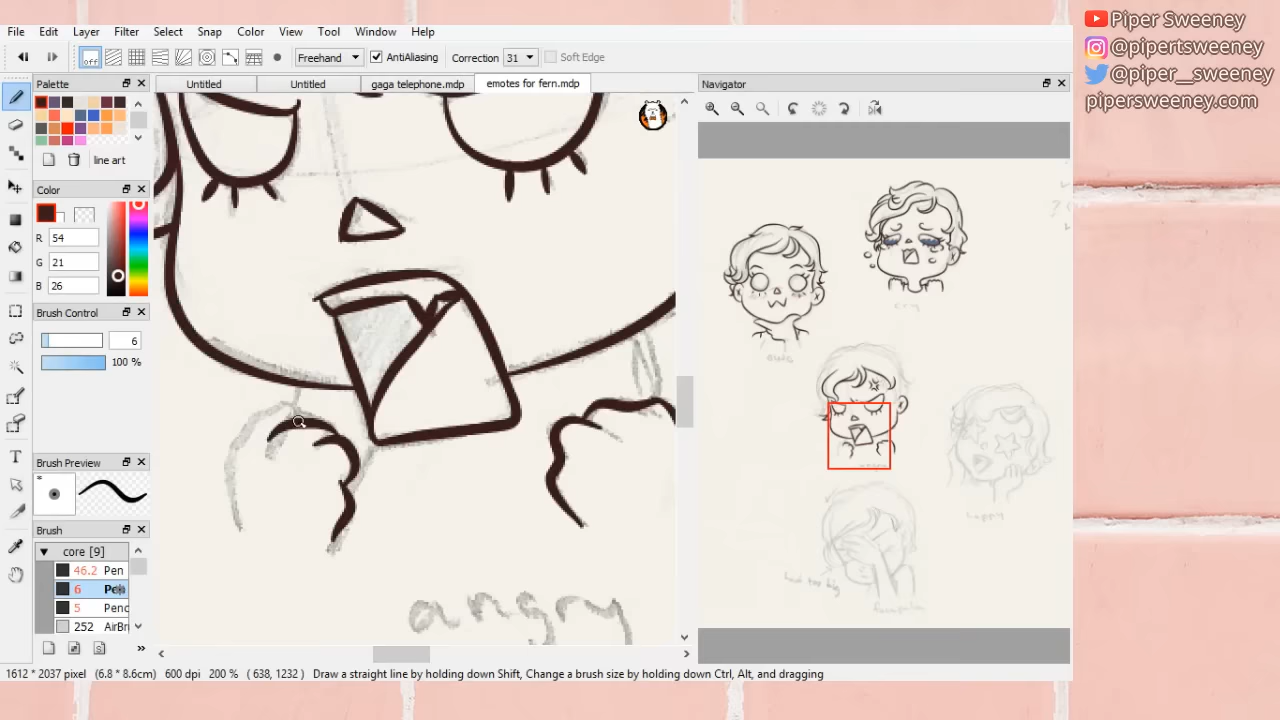 File Edit Layer Filter Select Snap Color View Tool Window Help
off Freehand AntiAliasing Correction 31 Soft Edge
Palette
Untitled Untitled gaga telephone.mdp emotes for fern.mdp
Navigator
line art
Color
R 54
G 21
B 26
Brush Control
6
100 %
Brush Preview
Brush
core [9]
46.2 Pen
6
5 Penc
252 AirBr
angry
cry
owo
happy
1612 * 2037 pixel (6.8 * 8.6cm) 600 dpi 200 % ( 638, 1232 ) Draw a straight line by holding down Shift, Change a brush size by holding down Ctrl, Alt, and dragging
Piper Sweeney
@pipertsweeney
@piper__sweeney
pipersweeney.com